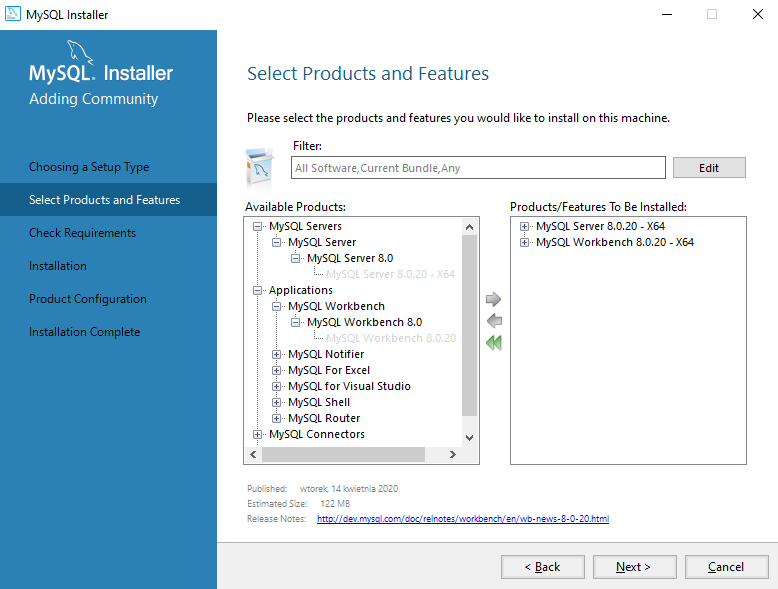 MySQL Installer
MySQL. Installer
Adding Community
Choosing a Setup Type
Select Products and Features
Check Requirements
Installation
Product Configuration
Installation Complete
Select Products and Features
Please select the products and features you would like to install on this machine.
Filter:
All Software,Current Bundle,Any
Edit
Available Products:
MySQL Servers
MySQL Server
MySQL Server 8.0
MySQL Server 8.0.20 - X64
Applications
MySQL Workbench
MySQL Workbench 8.0
MySQL Workbench 8.0.20 -
MySQL Notifier
MySQL For Excel
MySQL for Visual Studio
MySQL Shell
MySQL Router
MySQL Connectors
Products/Features To Be Installed:
MySQL Server 8.0.20 - X64
MySQL Workbench 8.0.20 - X64
Published: wtorek, 14 kwietnia 2020
Estimated Size: 122 MB
Release Notes: http://dev.mysql.com/doc/relnotes/workbench/en/wb-news-8-0-20.html
< Back
Next >
Cancel